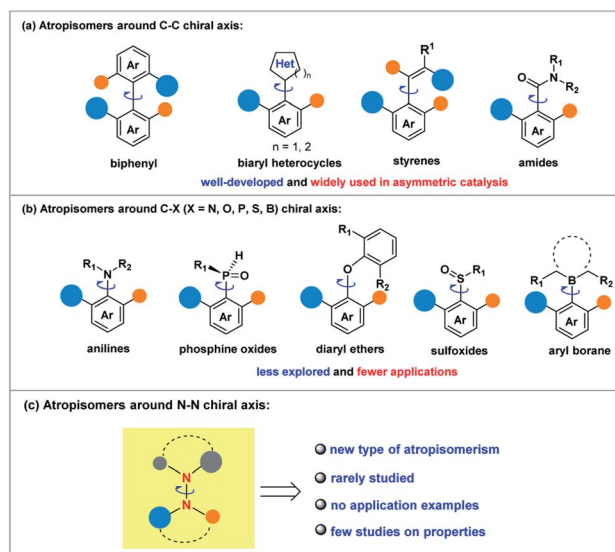 (a) Atropisomers around C-C chiral axis:
Ar
Ar
biphenyl
Het
( )n
Ar
n = 1, 2
biaryl heterocycles
R1
Ar
styrenes
R1
O N R2
Ar
amides
well-developed and widely used in asymmetric catalysis
(b) Atropisomers around C-X (X = N, O, P, S, B) chiral axis:
R1 R2
N
Ar
anilines
H
R1 P O
Ar
phosphine oxides
R1
O
R2
Ar
diaryl ethers
O S R1
Ar
sulfoxides
R1 B R2
Ar
aryl borane
less explored and fewer applications
(c) Atropisomers around N-N chiral axis:
N
N
new type of atropisomerism
rarely studied
no application examples
few studies on properties